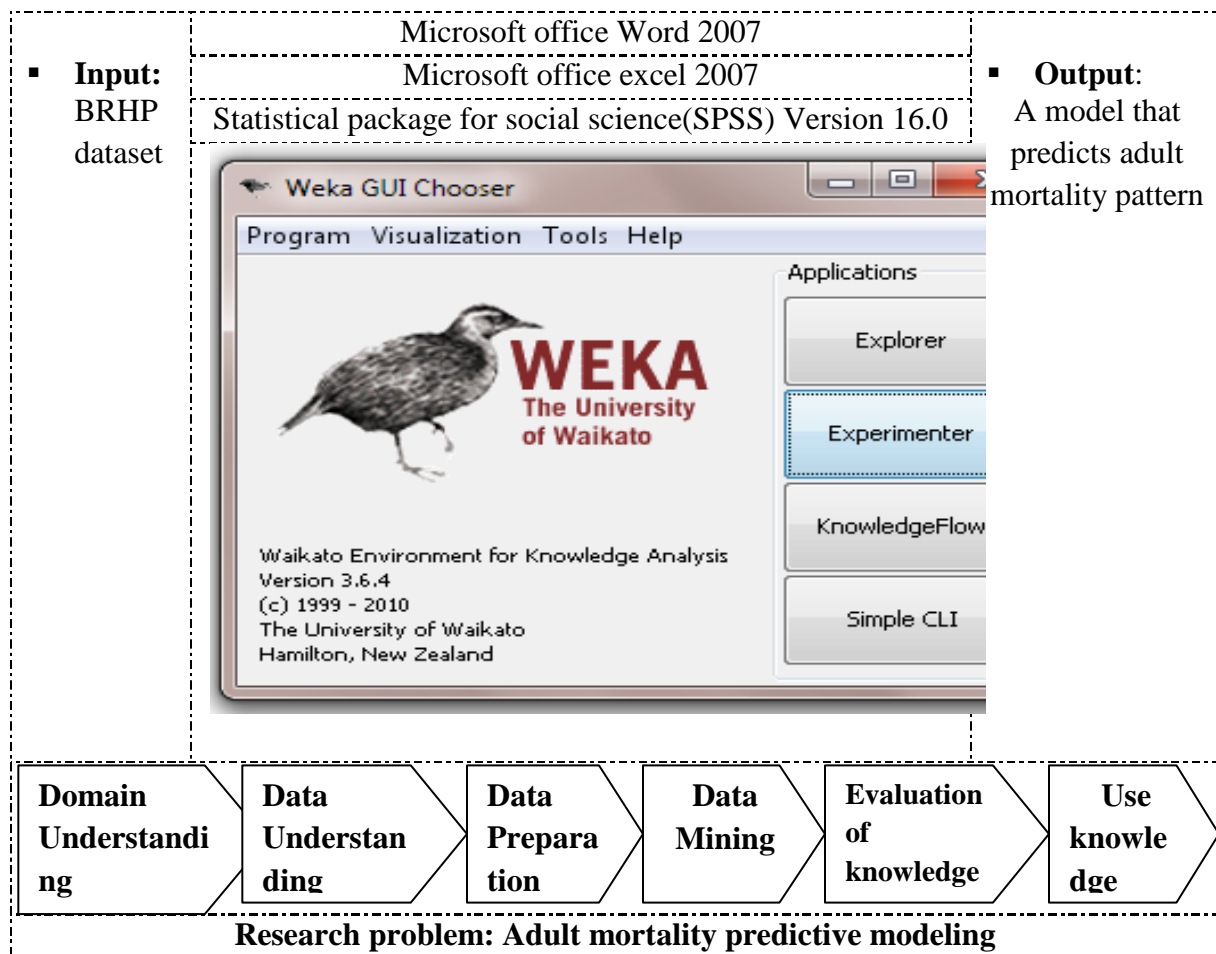 Microsoft office Word 2007
Microsoft office excel 2007
Statistical package for social science(SPSS) Version 16.0
▪ Input:
BRHP
dataset
▪ Output:
A model that
predicts adult
mortality pattern
Weka GUI Chooser
Program Visualization Tools Help
WEKA
The University
of Waikato
Waikato Environment for Knowledge Analysis
Version 3.6.4
(c) 1999 - 2010
The University of Waikato
Hamilton, New Zealand
Applications
Explorer
Experimenter
KnowledgeFlow
Simple CLI
Domain
Understandi
ng
Data
Understan
ding
Data
Prepara
tion
Data
Mining
Evaluation
of
knowledge
Use
knowle
dge
Research problem: Adult mortality predictive modeling